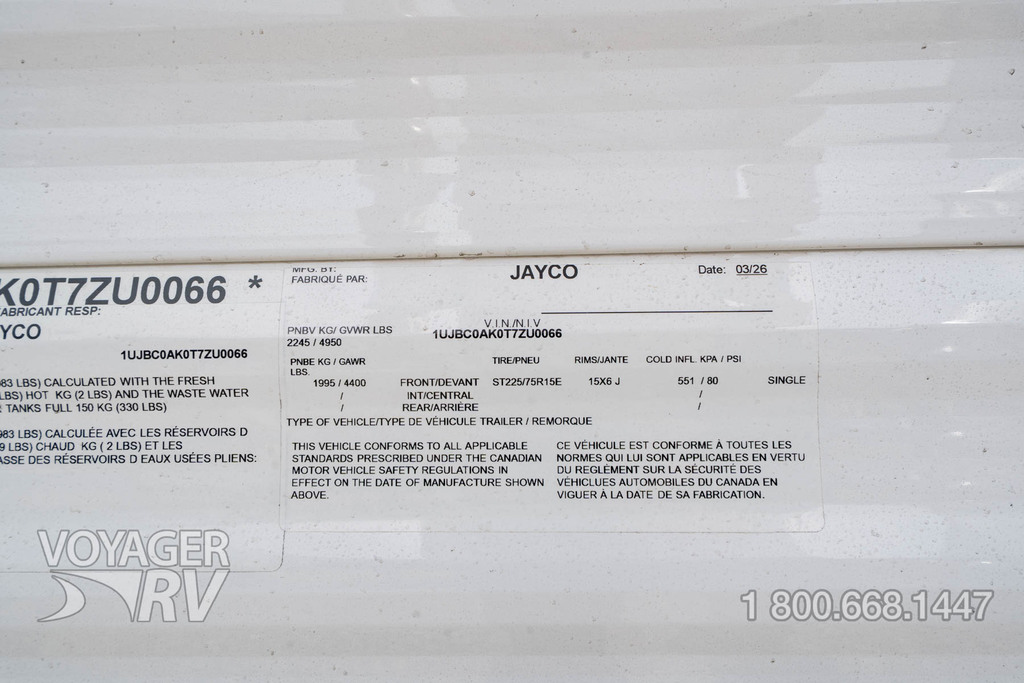 K0T7ZU0066 *
FABRICANT RESP:
YCO
1UJBC0AK0T7ZU0066
983 LBS) CALCULATED WITH THE FRESH
LBS) HOT KG (2 LBS) AND THE WASTE WATER
TANKS FULL 150 KG (330 LBS)
983 LBS) CALCULÉE AVEC LES RÉSERVOIRS D
9 LBS) CHAUD KG ( 2 LBS) ET LES
ASSE DES RÉSERVOIRS D EAUX USÉES PLIENS:
MFG. BY:
FABRIQUÉ PAR:
JAYCO
Date: 03/26
V.I.N./N.I.V
PNBV KG/ GVWR LBS
1UJBC0AK0T7ZU0066
2245 / 4950
PNBE KG / GAWR LBS. TIRE/PNEU RIMS/JANTE COLD INFL. KPA / PSI
1995 / 4400 FRONT/DEVANT ST225/75R15E 15X6 J 551 / 80 SINGLE
/ INT/CENTRAL /
/ REAR/ARRIÉRE /
TYPE OF VEHICLE/TYPE DE VÉHICULE TRAILER / REMORQUE
THIS VEHICLE CONFORMS TO ALL APPLICABLE
STANDARDS PRESCRIBED UNDER THE CANADIAN
MOTOR VEHICLE SAFETY REGULATIONS IN
EFFECT ON THE DATE OF MANUFACTURE SHOWN
ABOVE.
CE VÉHICULE EST CONFORME À TOUTES LES
NORMES QUI LUI SONT APPLICABLES EN VERTU
DU REGLÉMENT SUR LA SÉCURITÉ DES
VÉHCLUES AUTOMOBILES DU CANADA EN
VIGUER À LA DATE DE SA FABRICATION.
VOYAGER
RV
1 800.668.1447